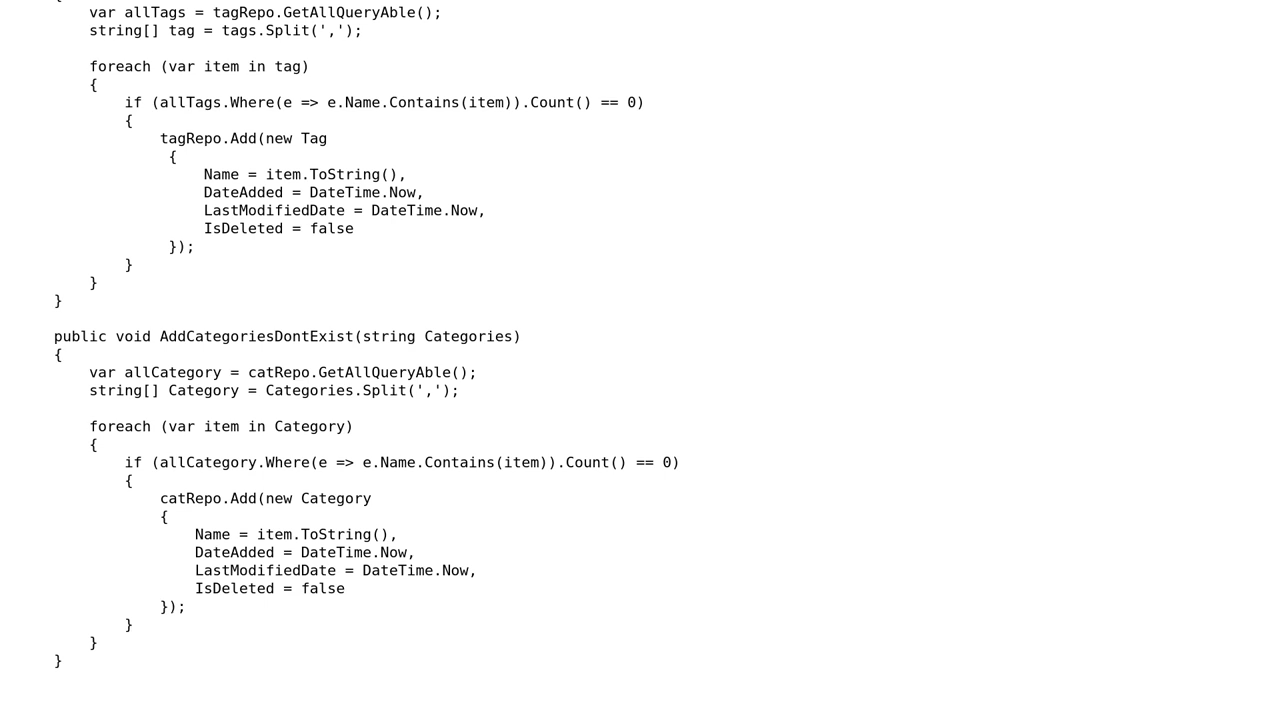 {
var allTags = tagRepo.GetAllQueryAble();
string[] tag = tags.Split(',');
foreach (var item in tag)
{
if (allTags.Where(e => e.Name.Contains(item)).Count() == 0)
{
tagRepo.Add(new Tag
{
Name = item.ToString(),
DateAdded = DateTime.Now,
LastModifiedDate = DateTime.Now,
IsDeleted = false
});
}
}
}
public void AddCategoriesDontExist(string Categories)
{
var allCategory = catRepo.GetAllQueryAble();
string[] Category = Categories.Split(',');
foreach (var item in Category)
{
if (allCategory.Where(e => e.Name.Contains(item)).Count() == 0)
{
catRepo.Add(new Category
{
Name = item.ToString(),
DateAdded = DateTime.Now,
LastModifiedDate = DateTime.Now,
IsDeleted = false
});
}
}
}